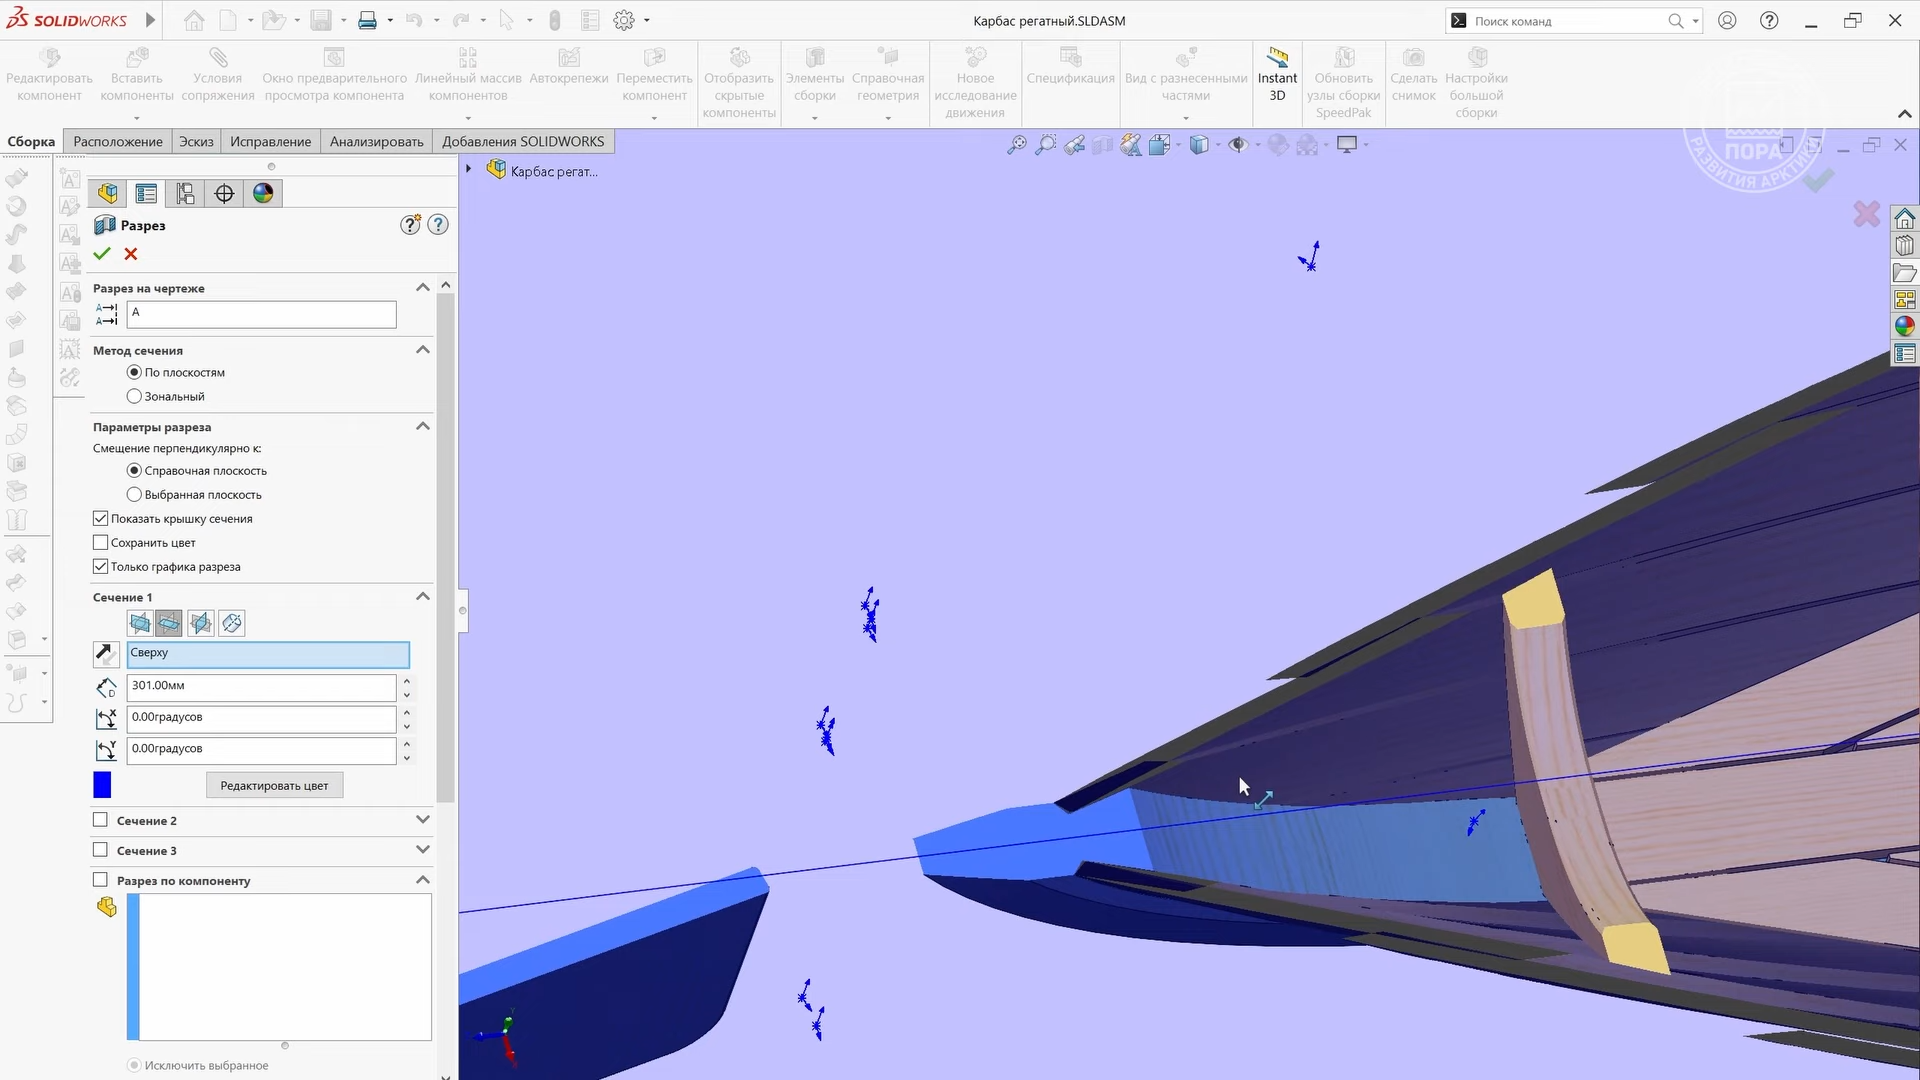 SOLIDWORKS
Карбас регатный.SLDASM
Поиск команд
Редактировать компонент
Вставить компоненты
Условия сопряжения
Окно предварительного просмотра компонента
Линейный массив компонентов
Автокрепежи
Переместить компонент
Отобразить скрытые компоненты
Элементы сборки
Справочная геометрия
Новое исследование движения
Спецификация
Вид с разнесенными частями
Instant 3D
Обновить узлы сборки SpeedPak
Сделать снимок
Настройки большой сборки
Сборка
Расположение
Эскиз
Исправление
Анализировать
Добавления SOLIDWORKS
ПОРА
РАЗВИТИЯ АРКТИКИ
Карбас регат...
Разрез
Разрез на чертеже
A
Метод сечения
По плоскостям
Зональный
Параметры разреза
Смещение перпендикулярно к:
Справочная плоскость
Выбранная плоскость
Показать крышку сечения
Сохранить цвет
Только графика разреза
Сечение 1
Сверху
301.00мм
0.00градусов
0.00градусов
Редактировать цвет
Сечение 2
Сечение 3
Разрез по компоненту
Исключить выбранное